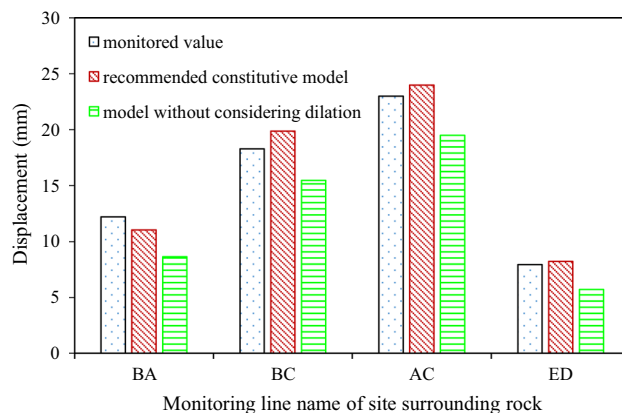 30
25
20
15
10
5
0
Displacement (mm)
monitored value
recommended constitutive model
model without considering dilation
BA BC AC ED
Monitoring line name of site surrounding rock